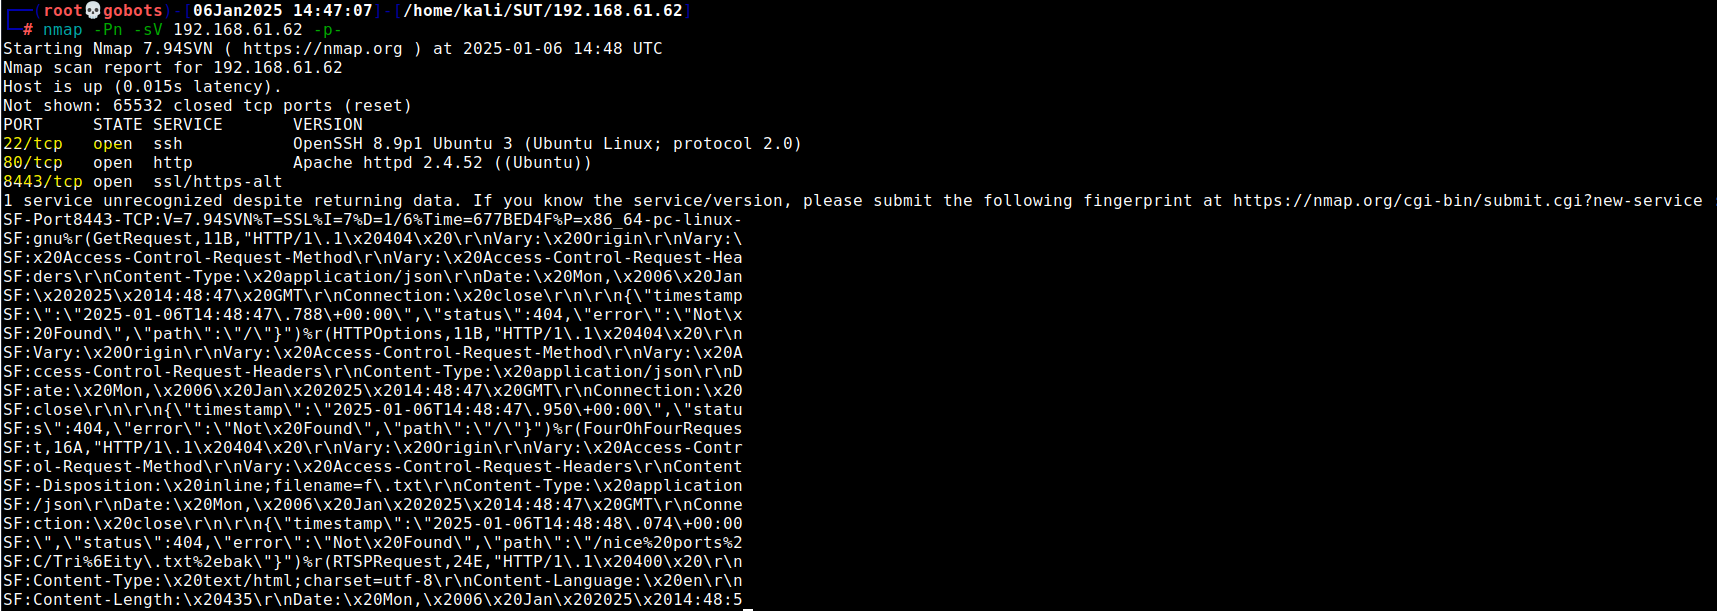 ┌──(root💀gobots)-[06Jan2025 14:47:07]-[/home/kali/SUT/192.168.61.62]
└─# nmap -Pn -sV 192.168.61.62 -p-
Starting Nmap 7.94SVN ( https://nmap.org ) at 2025-01-06 14:48 UTC
Nmap scan report for 192.168.61.62
Host is up (0.015s latency).
Not shown: 65532 closed tcp ports (reset)
PORT     STATE SERVICE       VERSION
22/tcp   open  ssh           OpenSSH 8.9p1 Ubuntu 3 (Ubuntu Linux; protocol 2.0)
80/tcp   open  http          Apache httpd 2.4.52 ((Ubuntu))
8443/tcp open  ssl/https-alt
1 service unrecognized despite returning data. If you know the service/version, please submit the following fingerprint at https://nmap.org/cgi-bin/submit.cgi?new-service :
SF-Port8443-TCP:V=7.94SVN%T=SSL%I=7%D=1/6%Time=677BED4F%P=x86_64-pc-linux-
SF:gnu%r(GetRequest,11B,"HTTP/1\.1\x20404\x20\r\nVary:\x20Origin\r\nVary:\
SF:x20Access-Control-Request-Method\r\nVary:\x20Access-Control-Request-Hea
SF:ders\r\nContent-Type:\x20application/json\r\nDate:\x20Mon,\x2006\x20Jan
SF:\x202025\x2014:48:47\x20GMT\r\nConnection:\x20close\r\n\r\n{\"timestamp
SF:\":\"2025-01-06T14:48:47\.788\+00:00\",\"status\":404,\"error\":\"Not\x
SF:20Found\",\"path\":\"/\"}")%r(HTTPOptions,11B,"HTTP/1\.1\x20404\x20\r\n
SF:Vary:\x20Origin\r\nVary:\x20Access-Control-Request-Method\r\nVary:\x20A
SF:ccess-Control-Request-Headers\r\nContent-Type:\x20application/json\r\nD
SF:ate:\x20Mon,\x2006\x20Jan\x202025\x2014:48:47\x20GMT\r\nConnection:\x20
SF:close\r\n\r\n{\"timestamp\":\"2025-01-06T14:48:47\.950\+00:00\",\"statu
SF:s\":404,\"error\":\"Not\x20Found\",\"path\":\"/\"}")%r(FourOhFourReques
SF:t,16A,"HTTP/1\.1\x20404\x20\r\nVary:\x20Origin\r\nVary:\x20Access-Contr
SF:ol-Request-Method\r\nVary:\x20Access-Control-Request-Headers\r\nContent
SF:-Disposition:\x20inline;filename=f\.txt\r\nContent-Type:\x20application
SF:/json\r\nDate:\x20Mon,\x2006\x20Jan\x202025\x2014:48:47\x20GMT\r\nConne
SF:ction:\x20close\r\n\r\n{\"timestamp\":\"2025-01-06T14:48:48\.074\+00:00
SF:\",\"status\":404,\"error\":\"Not\x20Found\",\"path\":\"/nice%20ports%2
SF:C/Tri%6Eity\.txt%2ebak\"}")%r(RTSPRequest,24E,"HTTP/1\.1\x20400\x20\r\n
SF:Content-Type:\x20text/html;charset=utf-8\r\nContent-Language:\x20en\r\n
SF:Content-Length:\x20435\r\nDate:\x20Mon,\x2006\x20Jan\x202025\x2014:48:5